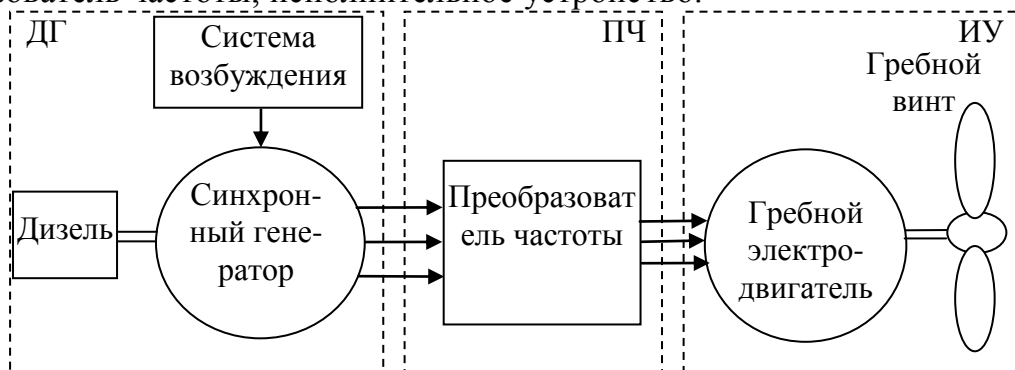 ователь частоты, исполнительное устройство.
ДГ
Система
возбуждения
ПЧ
ИУ
Гребной
винт
Дизель
Синхрон-
ный гене-
ратор
Преобразоват
ель частоты
Гребной
электро-
двигатель